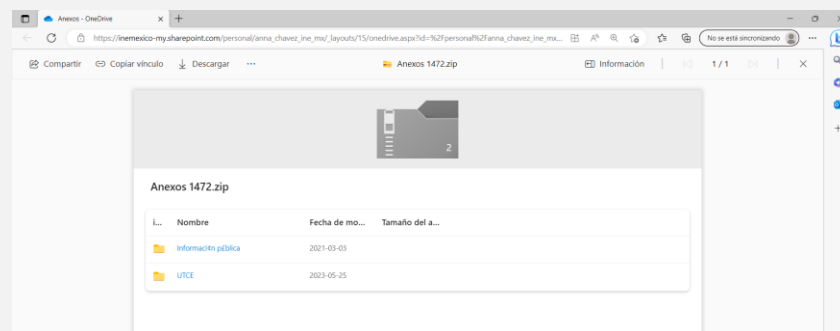 Anexos - OneDrive
https://inemexico-my.sharepoint.com/personal/anna_chavez_ine_mx/_layouts/15/onedrive.aspx?id=%2Fpersonal%2Fanna_chavez_ine_mx...
No se está sincronizando
Compartir Copiar vínculo Descargar ... Anexos 1472.zip Información 1 / 1
2
Anexos 1472.zip
i... Nombre Fecha de mo... Tamaño del a...
Informaci¢n p£blica 2021-03-03
UTCE 2023-05-25